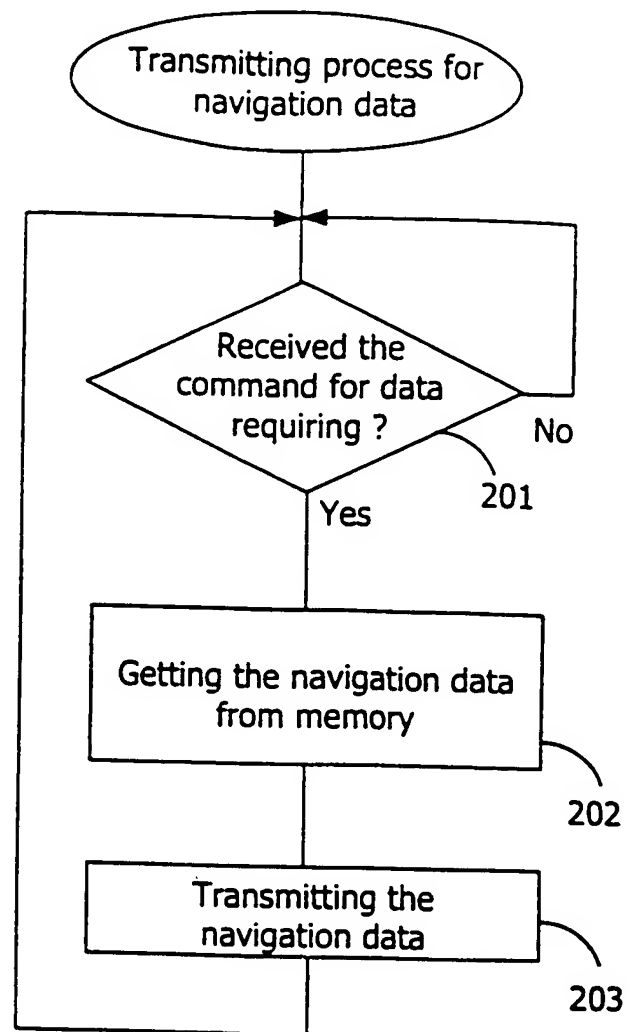 Transmitting process for
navigation data
Received the
command for data
requiring ?
No
201
Yes
Getting the navigation data
from memory
202
Transmitting the
navigation data
203